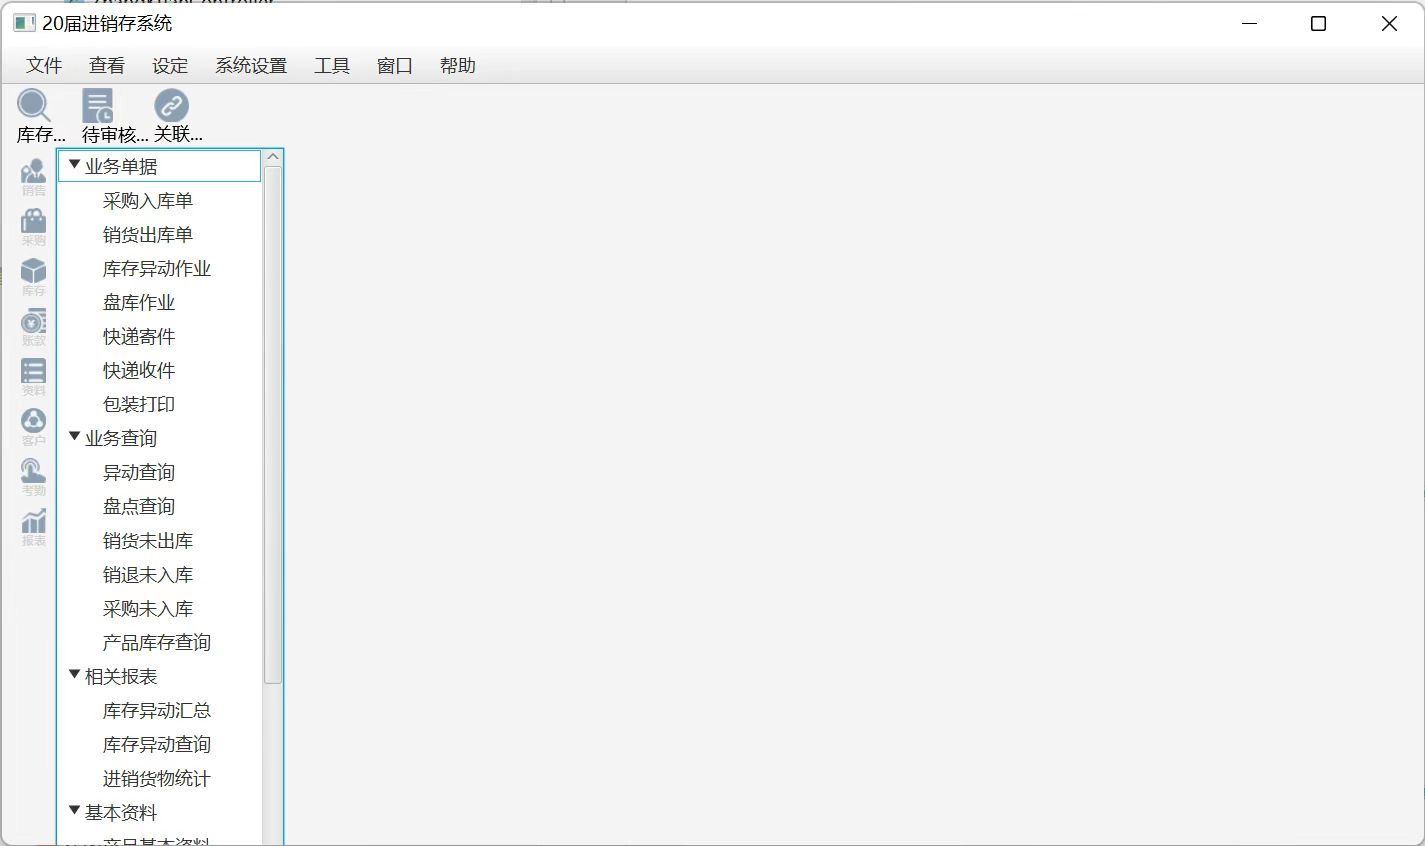 20届进销存系统
文件 查看 设定 系统设置 工具 窗口 帮助
库存... 待审核... 关联...
销售
采购
库存
账款
资料
客户
考勤
报表
业务单据
采购入库单
销货出库单
库存异动作业
盘库作业
快递寄件
快递收件
包装打印
业务查询
异动查询
盘点查询
销货未出库
销退未入库
采购未入库
产品库存查询
相关报表
库存异动汇总
库存异动查询
进销货物统计
基本资料
产品基本资料